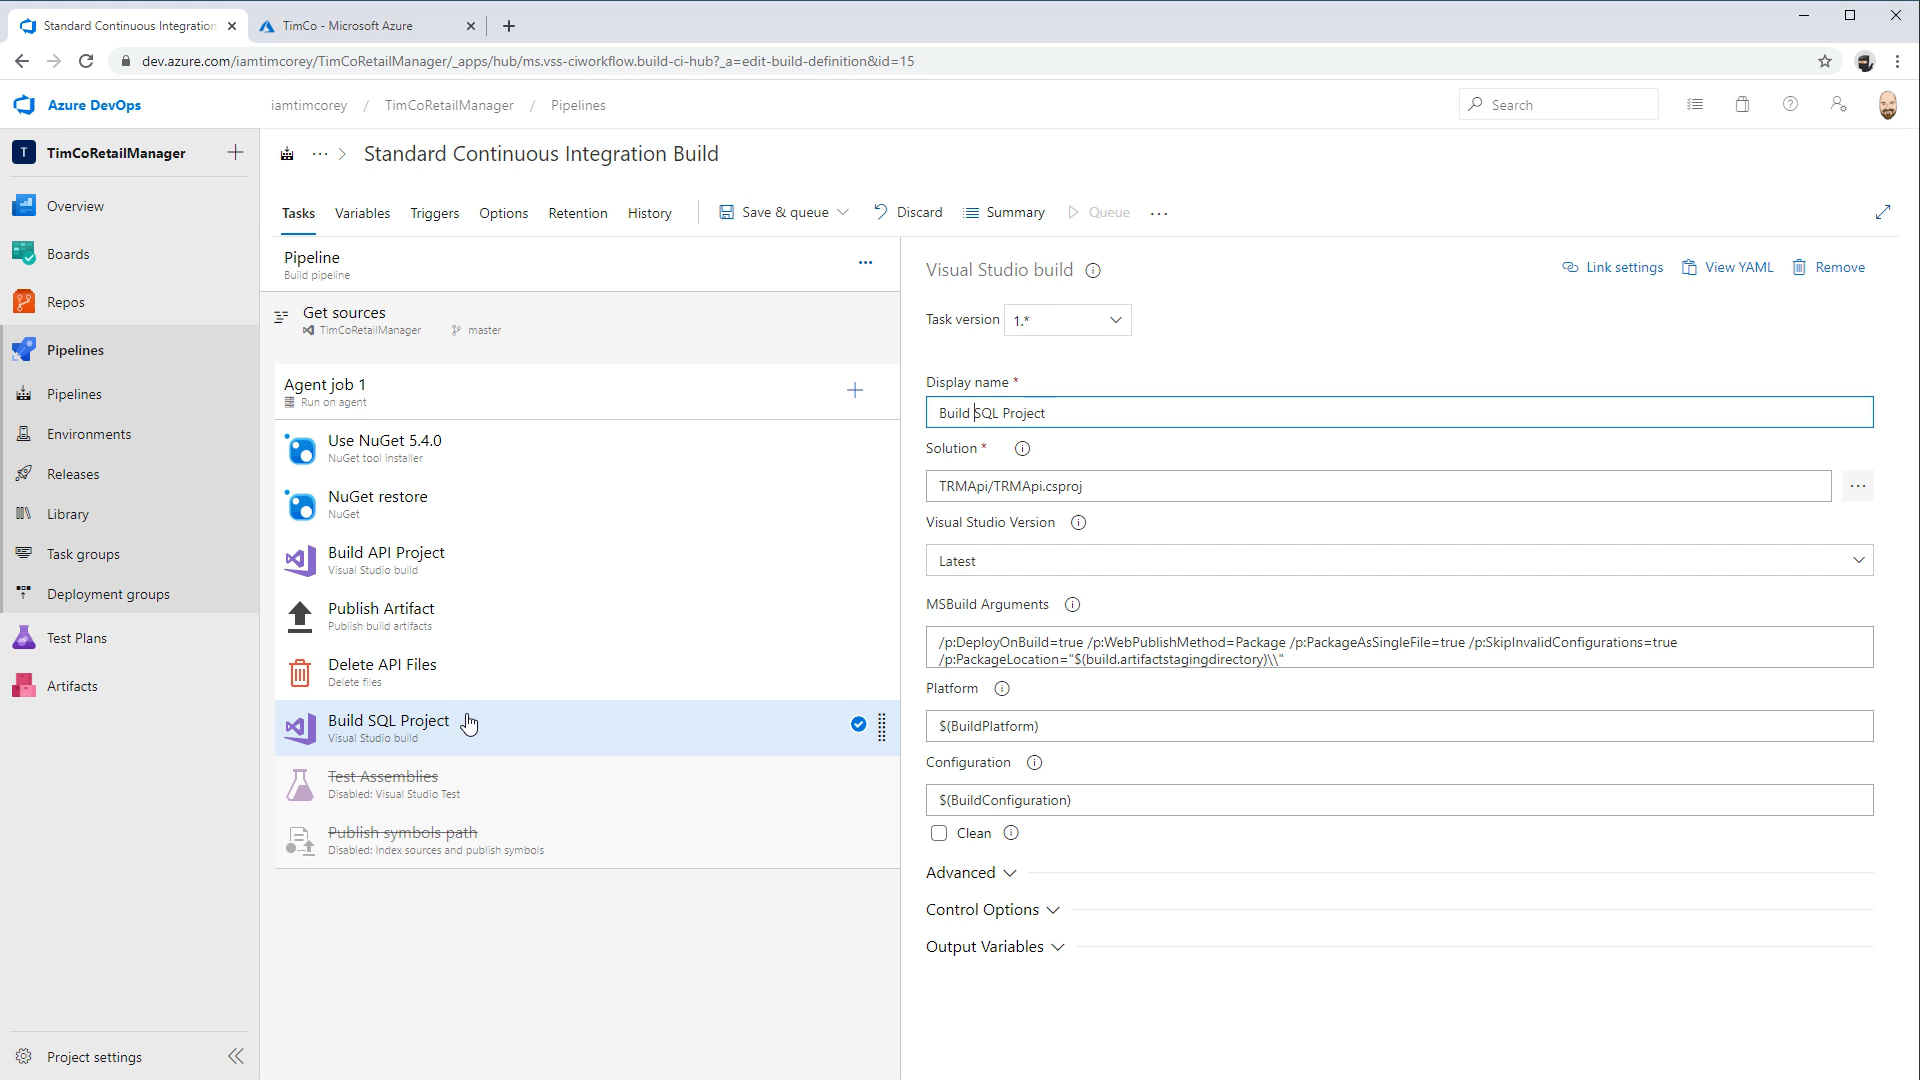 Standard Continuous Integration
TimCo - Microsoft Azure
dev.azure.com/iamtimcorey/TimCoRetailManager/_apps/hub/ms.vss-ciworkflow.build-ci-hub?_a=edit-build-definition&id=15
Azure DevOps
iamtimcorey / TimCoRetailManager / Pipelines
Search
T TimCoRetailManager
Overview
Boards
Repos
Pipelines
Pipelines
Environments
Releases
Library
Task groups
Deployment groups
Test Plans
Artifacts
Project settings
... > Standard Continuous Integration Build
Tasks Variables Triggers Options Retention History Save & queue Discard Summary Queue ...
Pipeline
Build pipeline
Get sources
TimCoRetailManager master
Agent job 1
Run on agent
Use NuGet 5.4.0
NuGet tool installer
NuGet restore
NuGet
Build API Project
Visual Studio build
Publish Artifact
Publish build artifacts
Delete API Files
Delete files
Build SQL Project
Visual Studio build
Test Assemblies
Disabled: Visual Studio Test
Publish symbols path
Disabled: Index sources and publish symbols
Visual Studio build
Link settings View YAML Remove
Task version 1.*
Display name *
Build SQL Project
Solution *
TRMApi/TRMApi.csproj
Visual Studio Version
Latest
MSBuild Arguments
/p:DeployOnBuild=true /p:WebPublishMethod=Package /p:PackageAsSingleFile=true /p:SkipInvalidConfigurations=true
/p:PackageLocation="$(build.artifactstagingdirectory)\\"
Platform
$(BuildPlatform)
Configuration
$(BuildConfiguration)
Clean
Advanced
Control Options
Output Variables